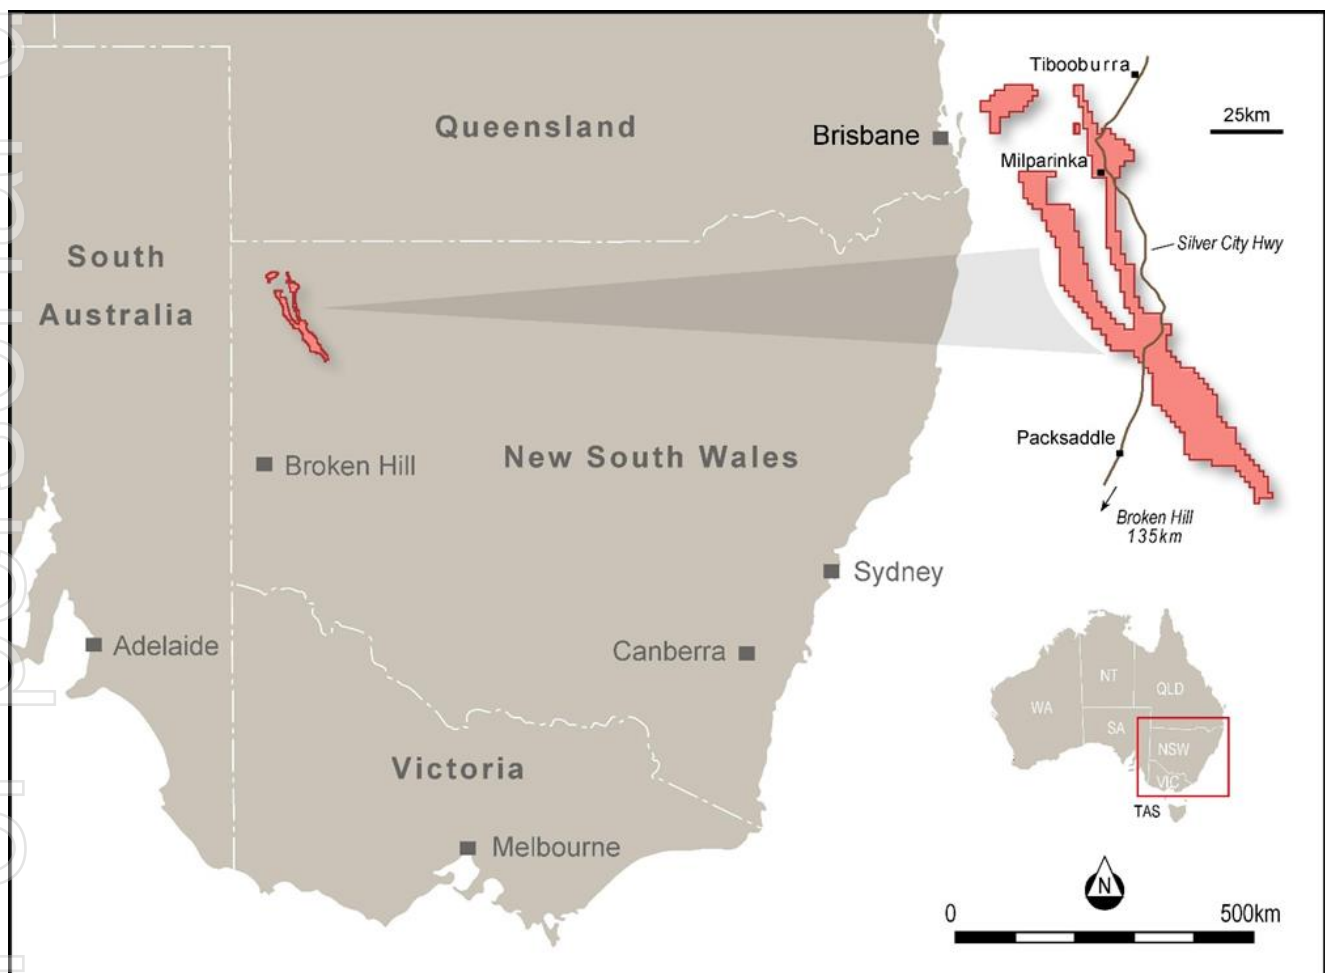 Queensland
Brisbane
South
Australia
Broken Hill
New South Wales
Sydney
Adelaide
Canberra
Victoria
Melbourne
Tibooburra
25km
Milparinka
Silver City Hwy
Packsaddle
Broken Hill
135km
WA
NT
QLD
SA
NSW
VIC
TAS
N
0
500km